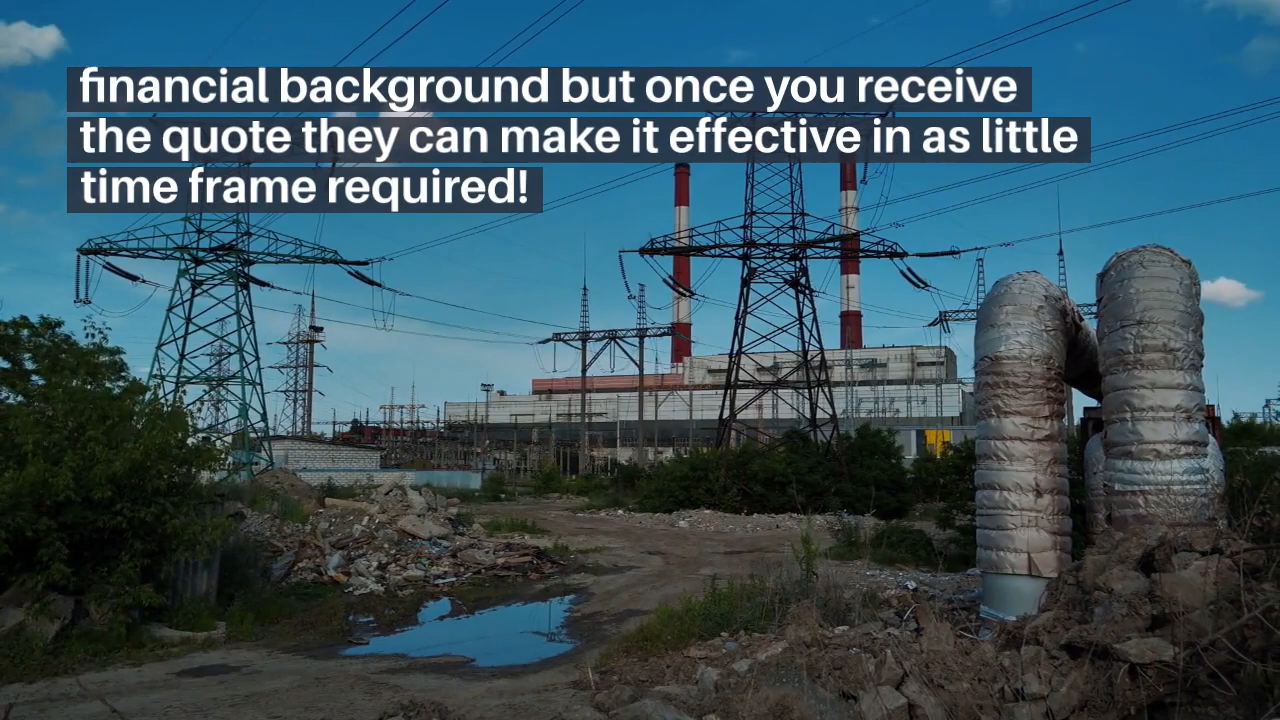 financial background but once you receive
the quote they can make it effective in as little
time frame required!